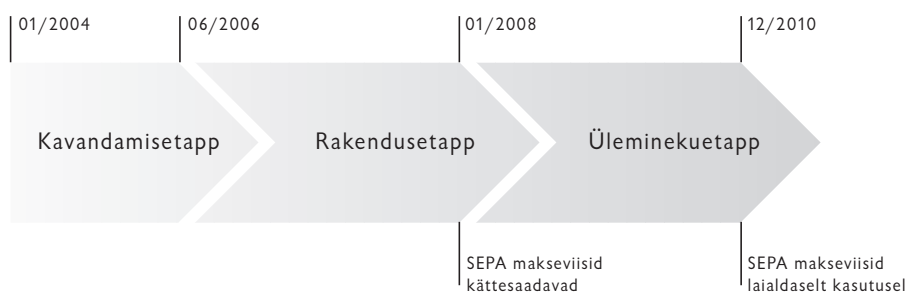 01/2004
06/2006
01/2008
12/2010
Kavandamisetapp
Rakendusetapp
Üleminekuetapp
SEPA makseviisid
kättesaadavad
SEPA makseviisid
laialdaselt kasutusel